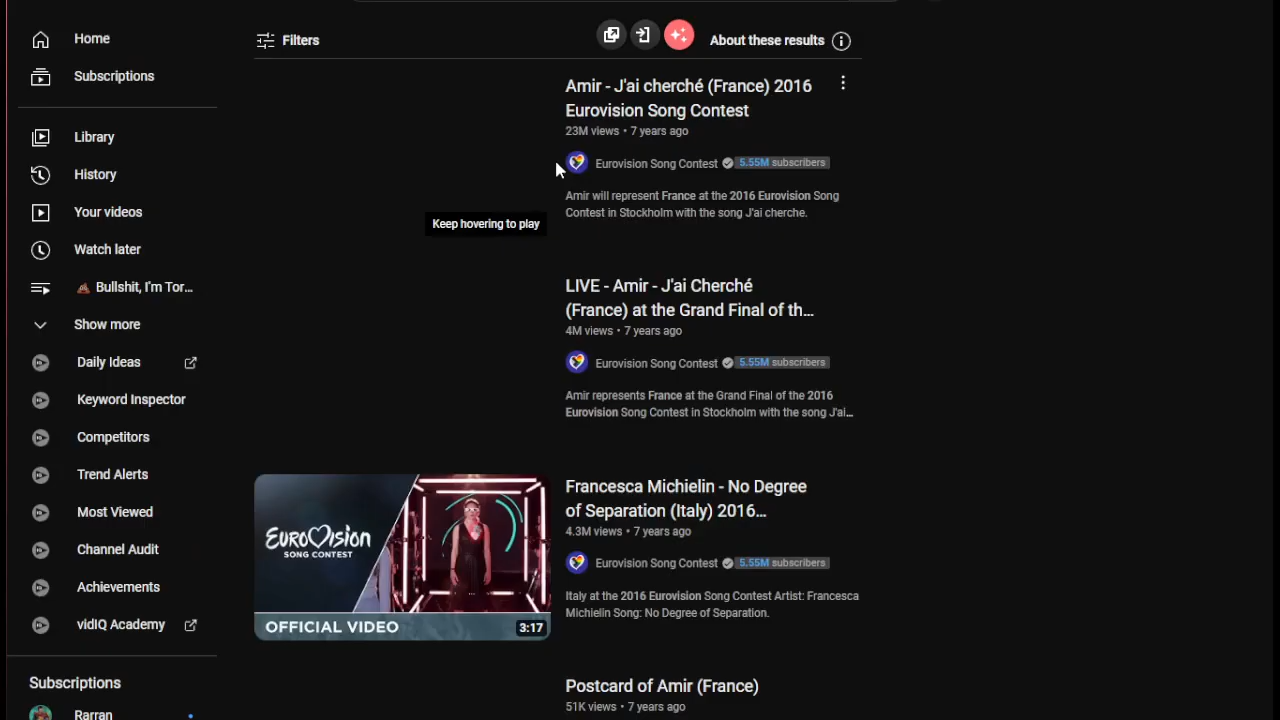 Home
Subscriptions
Library
History
Your videos
Watch later
💩 Bullshit, I'm Tor...
Show more
Daily Ideas
Keyword Inspector
Competitors
Trend Alerts
Most Viewed
Channel Audit
Achievements
vidIQ Academy
Subscriptions
Rarran
Filters
About these results
Amir - J'ai cherché (France) 2016
Eurovision Song Contest
23M views • 7 years ago
Eurovision Song Contest 5.55M subscribers
Amir will represent France at the 2016 Eurovision Song
Contest in Stockholm with the song J'ai cherche.
Keep hovering to play
LIVE - Amir - J'ai Cherché
(France) at the Grand Final of th...
4M views • 7 years ago
Eurovision Song Contest 5.55M subscribers
Amir represents France at the Grand Final of the 2016
Eurovision Song Contest in Stockholm with the song J'ai...
EUROVISION
SONG CONTEST
OFFICIAL VIDEO
3:17
Francesca Michielin - No Degree
of Separation (Italy) 2016...
4.3M views • 7 years ago
Eurovision Song Contest 5.55M subscribers
Italy at the 2016 Eurovision Song Contest Artist: Francesca
Michielin Song: No Degree of Separation.
Postcard of Amir (France)
51K views • 7 years ago